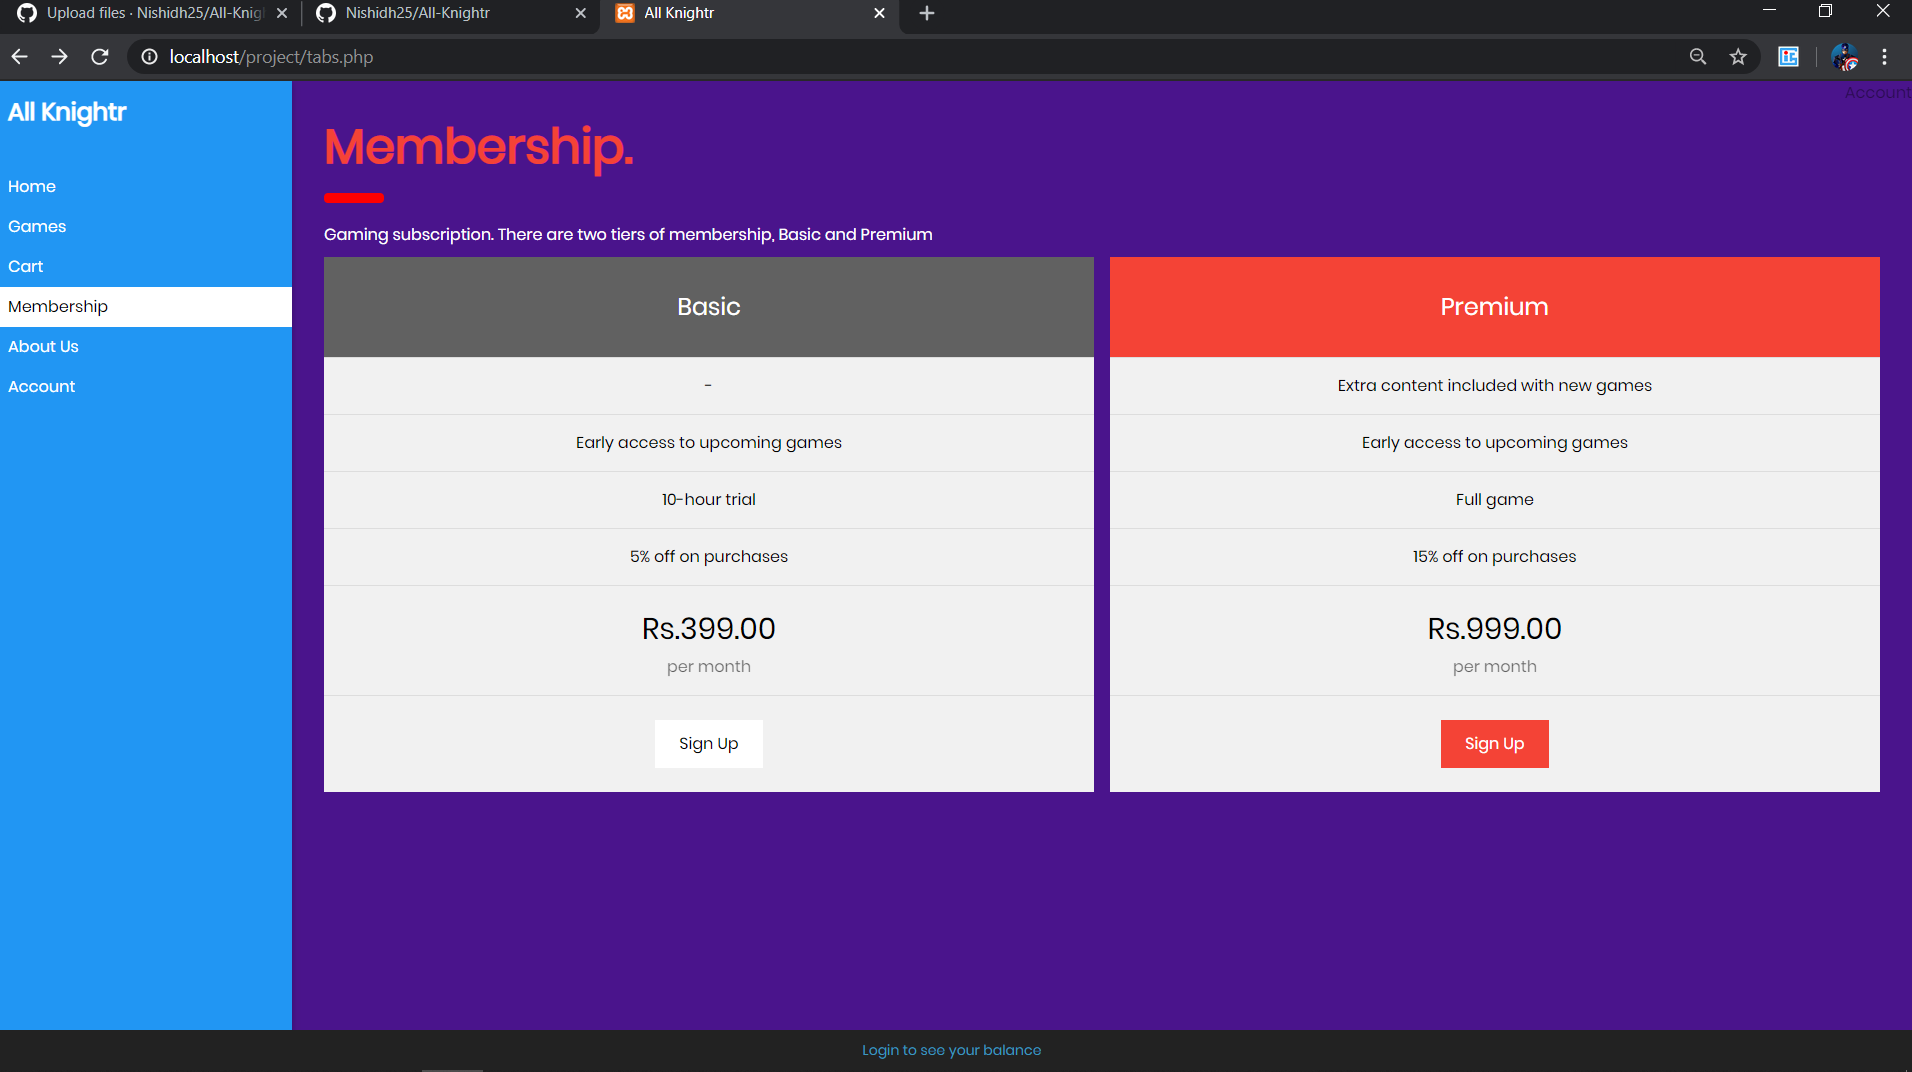 Upload files · Nishidh25/All-Knig
Nishidh25/All-Knightr
All Knightr
localhost/project/tabs.php
All Knightr
Account
Membership.
Home
Games
Cart
Membership
About Us
Account
Gaming subscription. There are two tiers of membership, Basic and Premium
Basic
-
Early access to upcoming games
10-hour trial
5% off on purchases
Rs.399.00
per month
Sign Up
Premium
Extra content included with new games
Early access to upcoming games
Full game
15% off on purchases
Rs.999.00
per month
Sign Up
Login to see your balance